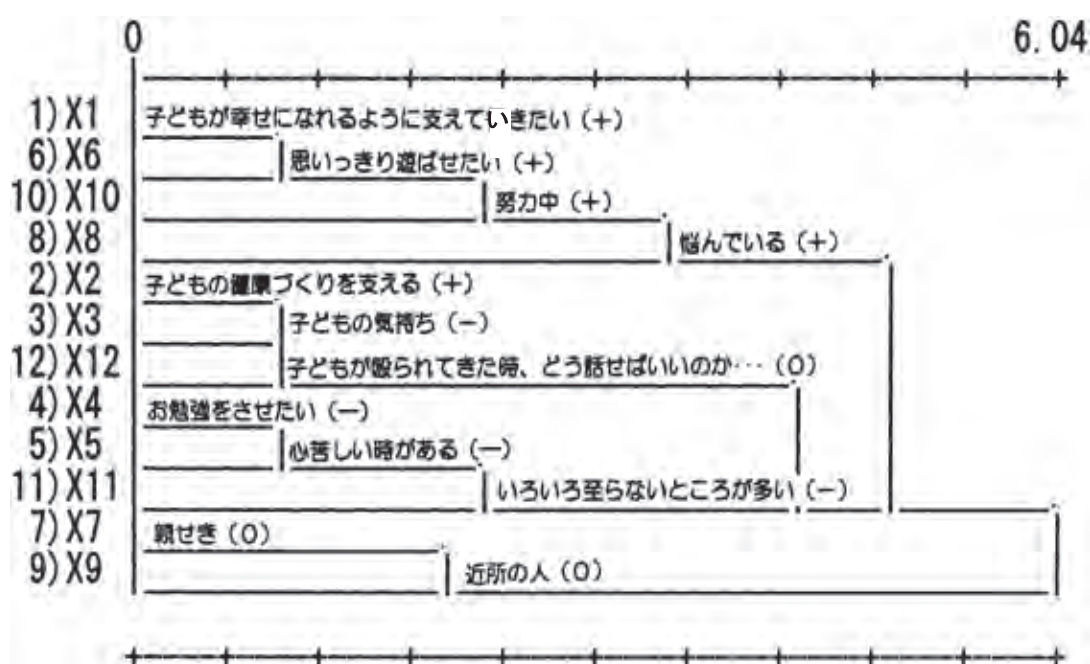 0 6.04
1) X1 子どもが幸せになれるように支えていきたい (+)
6) X6 思いっきり遊ばせたい (+)
10) X10 努力中 (+)
8) X8 悩んでいる (+)
2) X2 子どもの健康づくりを支える (+)
3) X3 子どもの気持ち (−)
12) X12 子どもが殴られてきた時、どう話せばいいのか… (0)
4) X4 お勉強をさせたい (−)
5) X5 心苦しい時がある (−)
11) X11 いろいろ至らないところが多い (−)
7) X7 親せき (0)
9) X9 近所の人 (0)